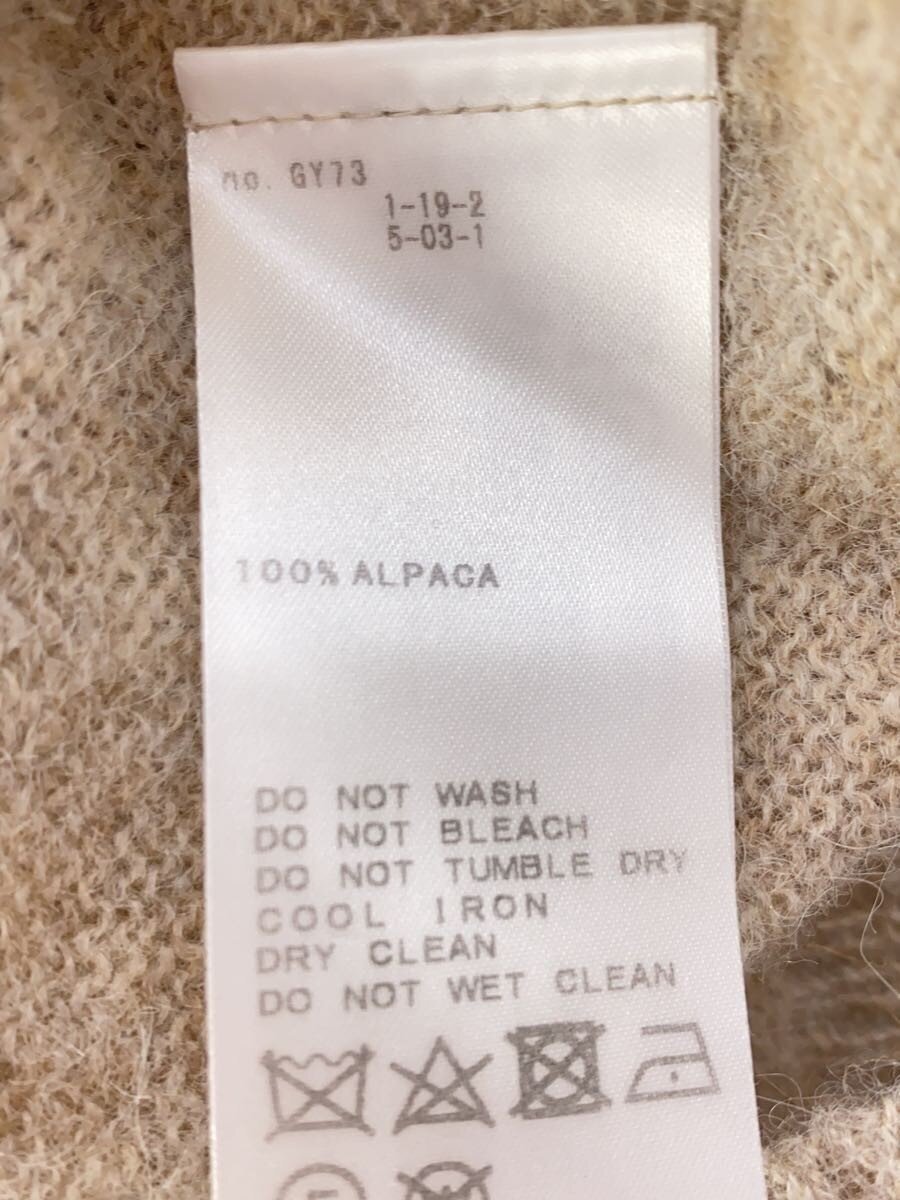 no. GY73
1-19-2
5-03-1
100% ALPACA
DO NOT WASH
DO NOT BLEACH
DO NOT TUMBLE DRY
COOL IRON
DRY CLEAN
DO NOT WET CLEAN